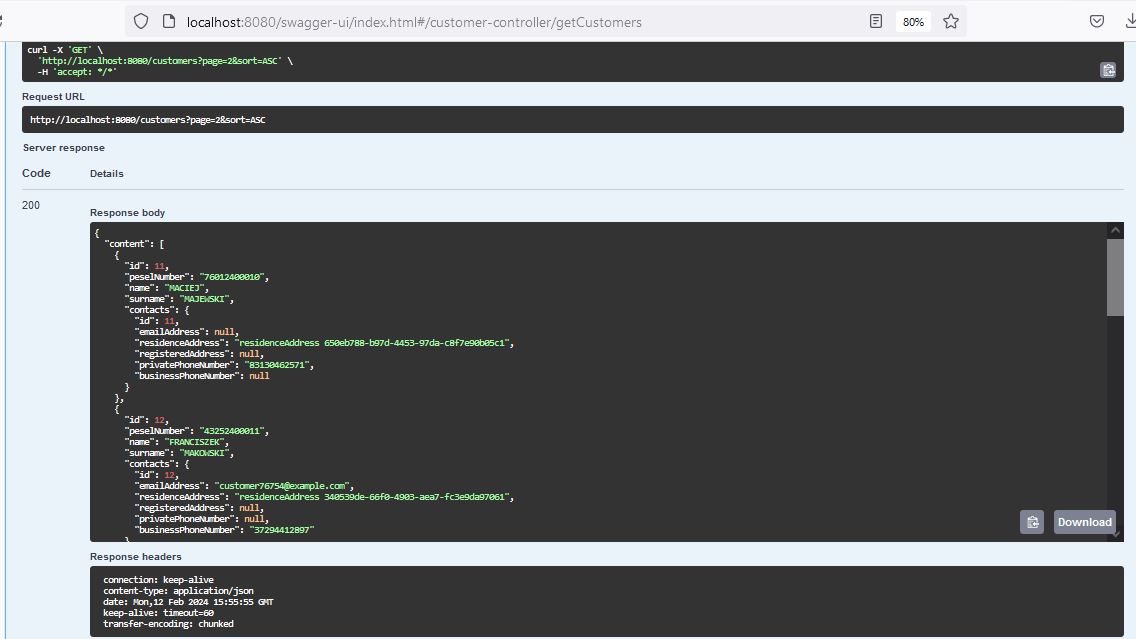 localhost:8080/swagger-ui/index.html#/customer-controller/getCustomers
80%
curl -X 'GET' \
'http://localhost:8080/customers?page=2&sort=ASC' \
-H 'accept: */*'
Request URL
http://localhost:8080/customers?page=2&sort=ASC
Server response
Code Details
200
Response body
{
"content": [
{
"id": 11,
"peselNumber": "76012400010",
"name": "MACIEJ",
"surname": "MAJEWSKI",
"contacts": {
"id": 11,
"emailAddress": null,
"residenceAddress": "residenceAddress 650eb788-b97d-4453-97da-c8f7e90b05c1",
"registeredAddress": null,
"privatePhoneNumber": "83130462571",
"businessPhoneNumber": null
}
},
{
"id": 12,
"peselNumber": "43252400011",
"name": "FRANCISZEK",
"surname": "MAKOWSKI",
"contacts": {
"id": 12,
"emailAddress": "customer76754@example.com",
"residenceAddress": "residenceAddress 340539de-66f0-4903-aea7-fc3e9da97061",
"registeredAddress": null,
"privatePhoneNumber": null,
"businessPhoneNumber": "37294412897"
}
Download
Response headers
connection: keep-alive
content-type: application/json
date: Mon,12 Feb 2024 15:55:55 GMT
keep-alive: timeout=60
transfer-encoding: chunked